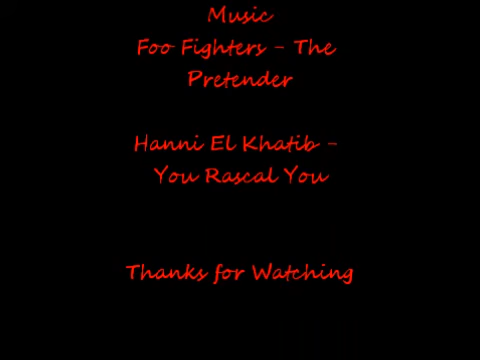 Music
Foo Fighters - The
Pretender
Hanni El Khatib -
You Rascal You
Thanks for Watching